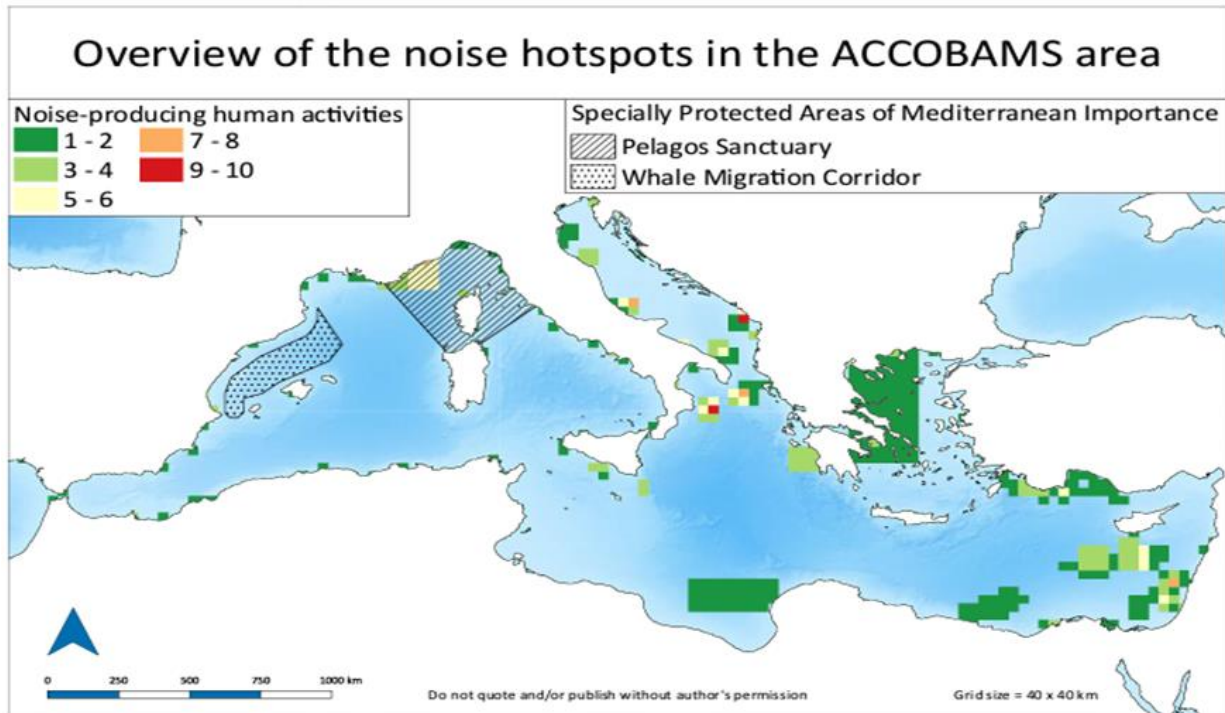 Overview of the noise hotspots in the ACCOBAMS area
Noise-producing human activities
1 - 2
7 - 8
3 - 4
9 - 10
5 - 6
Specially Protected Areas of Mediterranean Importance
Pelagos Sanctuary
Whale Migration Corridor
0 250 500 750 1000 km
Do not quote and/or publish without author's permission
Grid size = 40 x 40 km